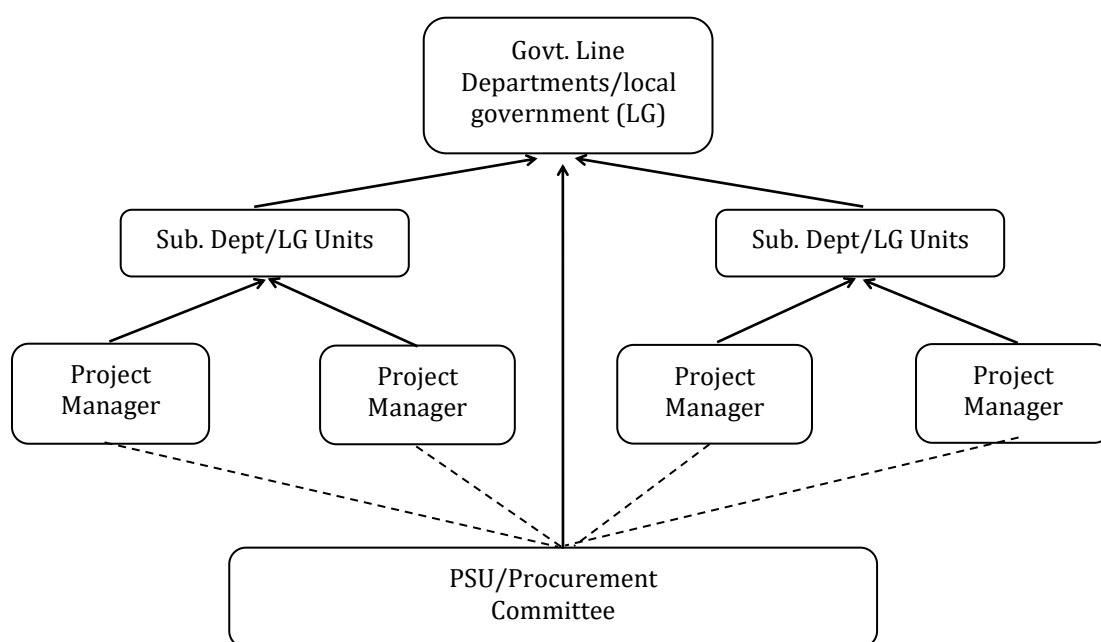 Govt. Line
Departments/local
government (LG)
Sub. Dept/LG Units
Sub. Dept/LG Units
Project
Manager
Project
Manager
Project
Manager
Project
Manager
PSU/Procurement
Committee